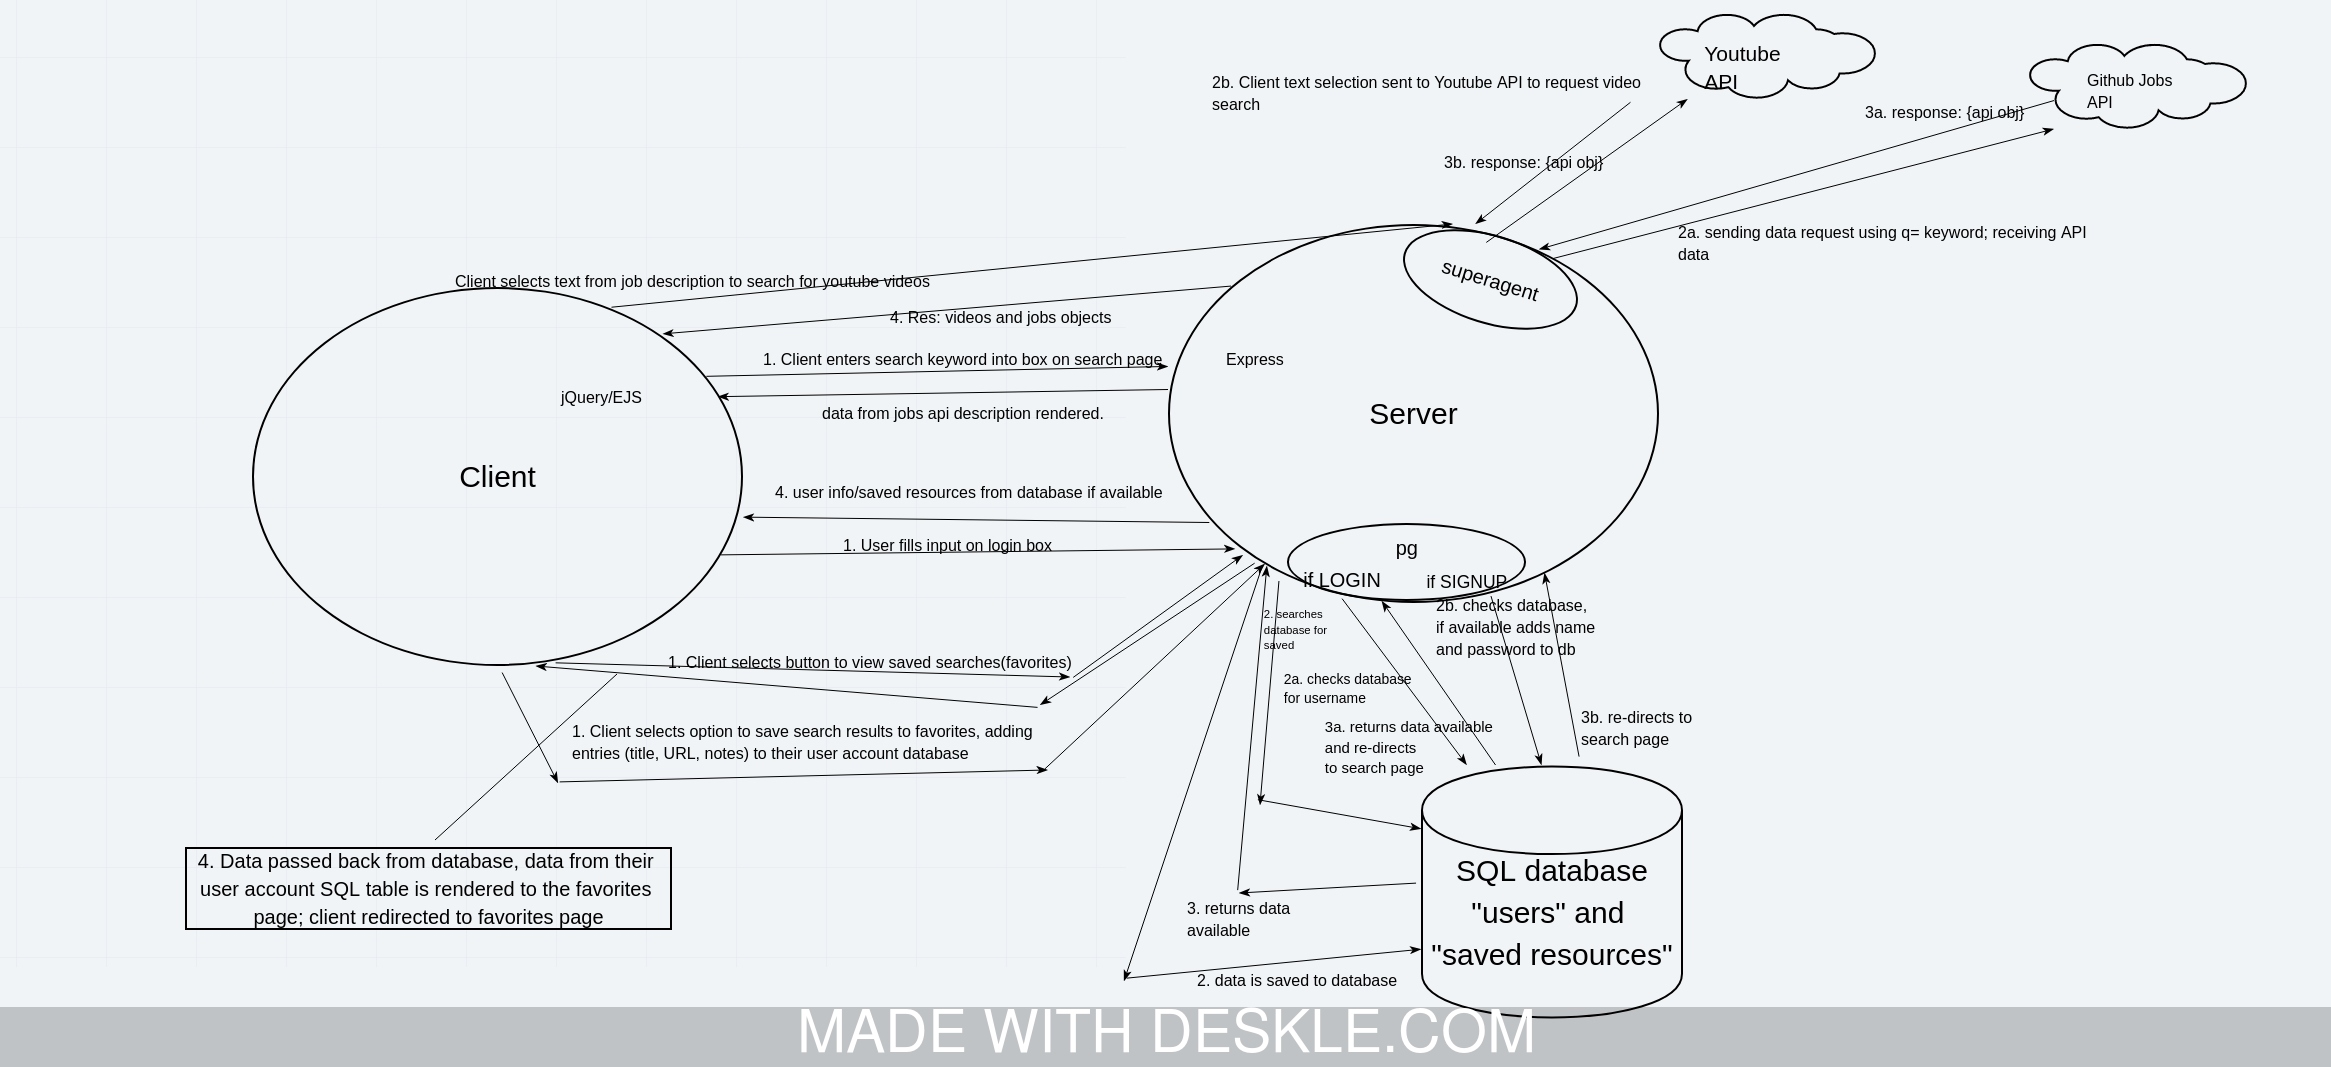 Youtube
API
Github Jobs
API
2b. Client text selection sent to Youtube API to request video
search
3a. response: {api obj}
3b. response: {api obj}
2a. sending data request using q= keyword; receiving API
data
superagent
Client selects text from job description to search for youtube videos
4. Res: videos and jobs objects
1. Client enters search keyword into box on search page
Express
jQuery/EJS
data from jobs api description rendered.
Server
Client
4. user info/saved resources from database if available
1. User fills input on login box
pg
if LOGIN
if SIGNUP
2. searches
database for
saved
2b. checks database,
if available adds name
and password to db
1. Client selects button to view saved searches(favorites)
2a. checks database
for username
3a. returns data available
and re-directs
to search page
3b. re-directs to
search page
1. Client selects option to save search results to favorites, adding
entries (title, URL, notes) to their user account database
4. Data passed back from database, data from their
user account SQL table is rendered to the favorites
page; client redirected to favorites page
SQL database
"users" and
"saved resources"
3. returns data
available
2. data is saved to database
MADE WITH DESKLE.COM